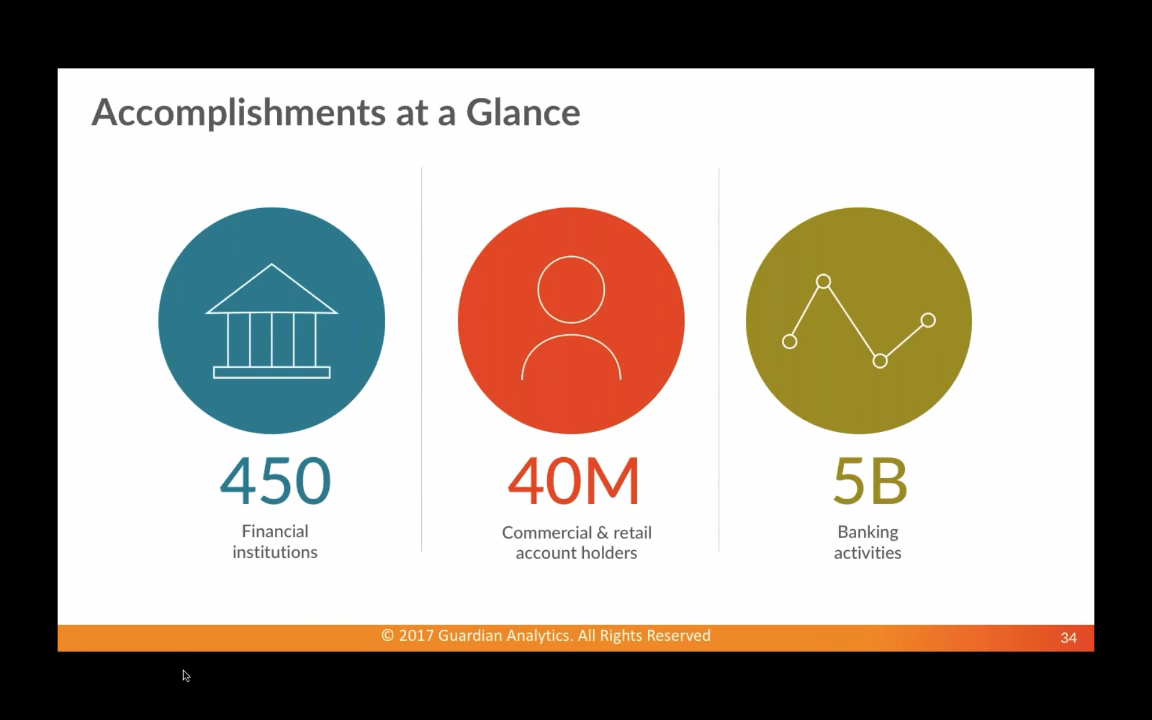 Accomplishments at a Glance
450
Financial
institutions
40M
Commercial & retail
account holders
5B
Banking
activities
© 2017 Guardian Analytics. All Rights Reserved
34